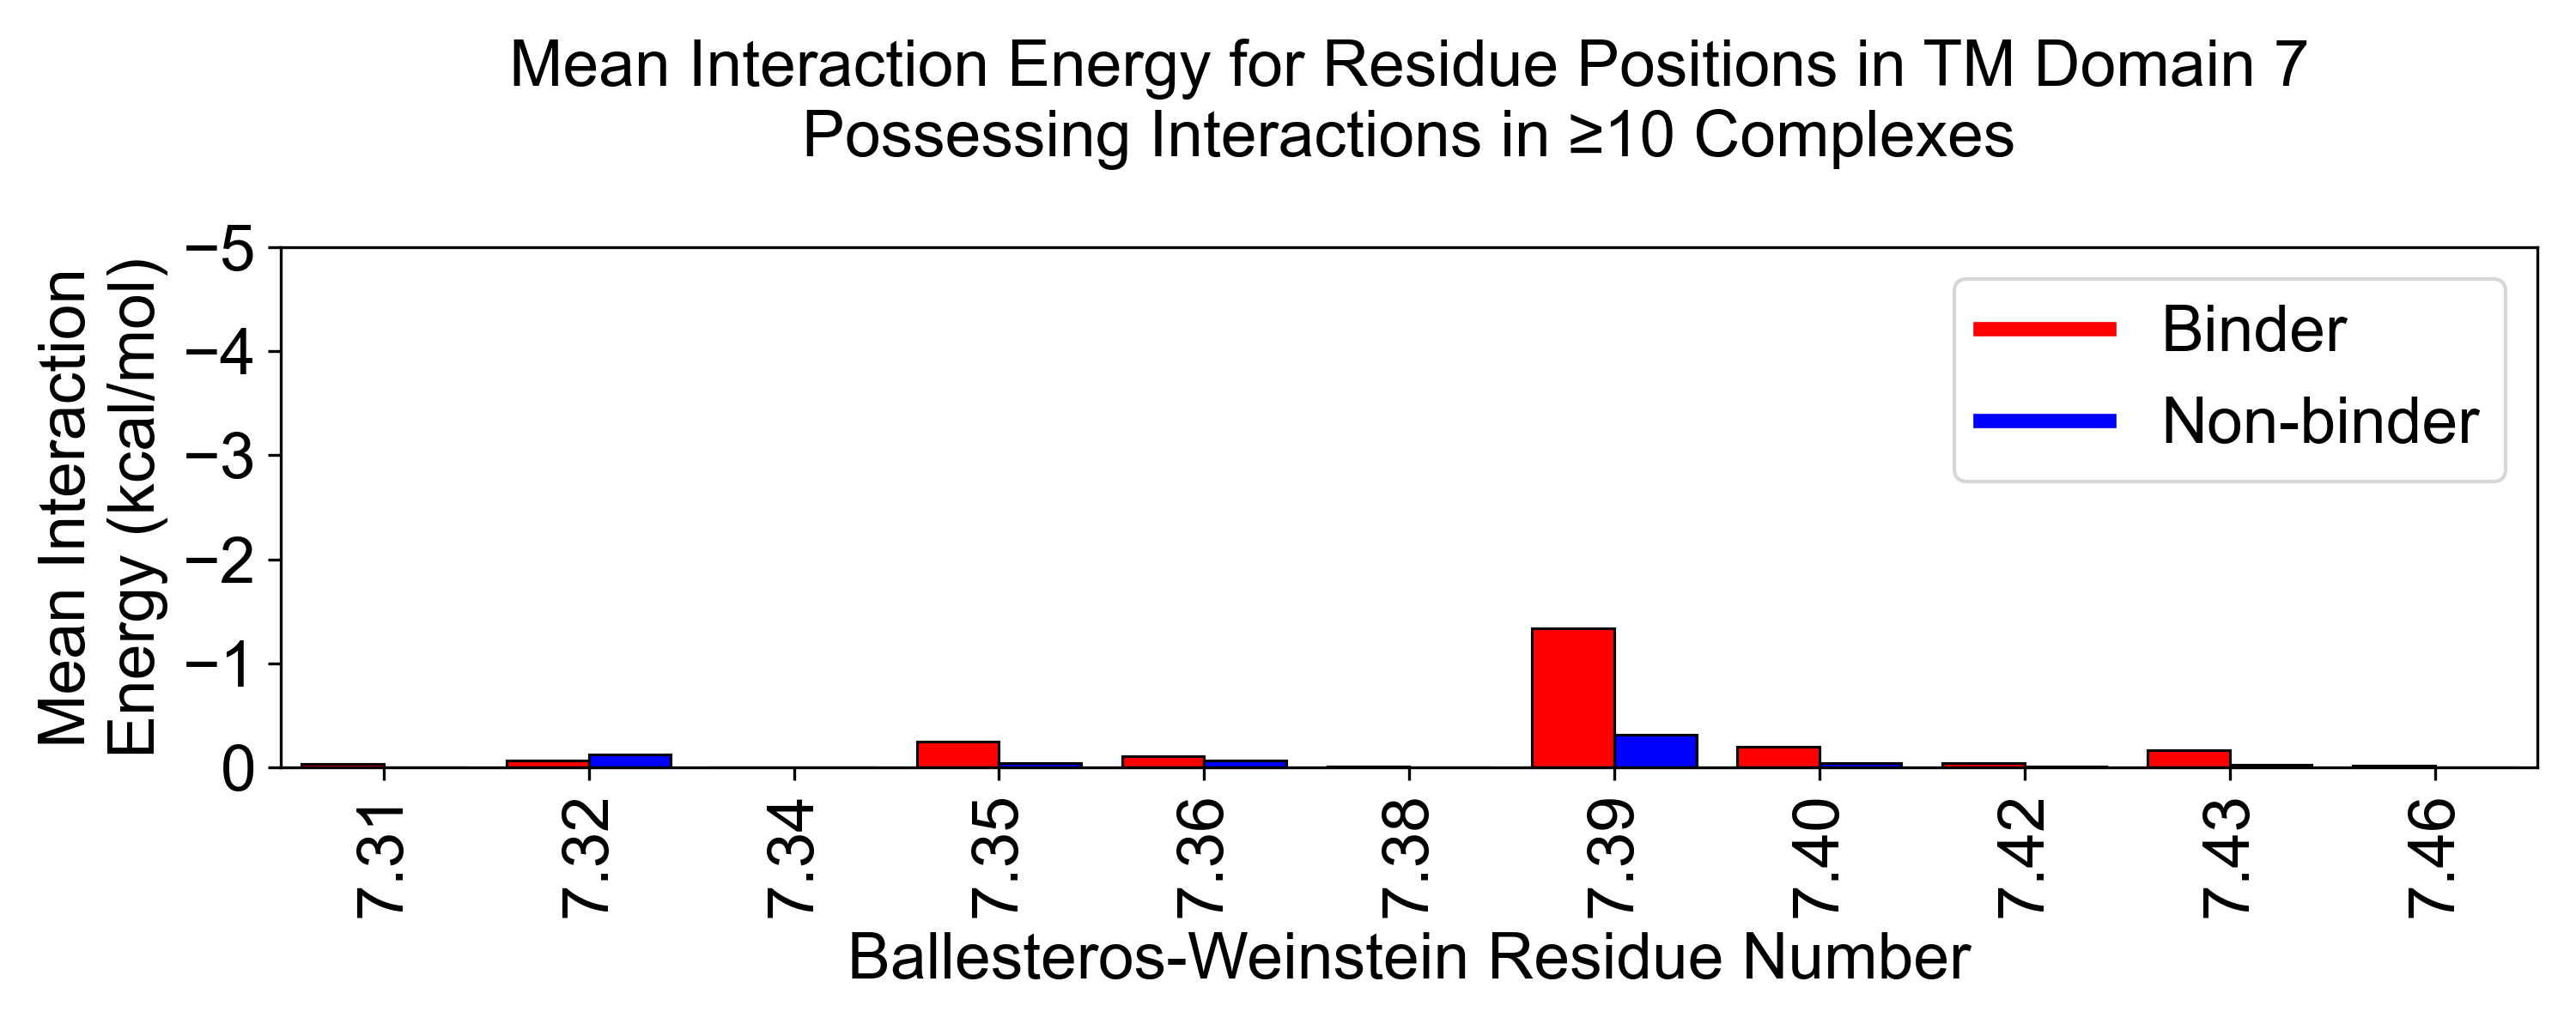 Mean Interaction Energy for Residue Positions in TM Domain 7
Possessing Interactions in ≥10 Complexes
Mean Interaction
Energy (kcal/mol)
−5
−4
−3
−2
−1
0
Binder
Non-binder
7.31
7.32
7.34
7.35
7.36
7.38
7.39
7.40
7.42
7.43
7.46
Ballesteros-Weinstein Residue Number